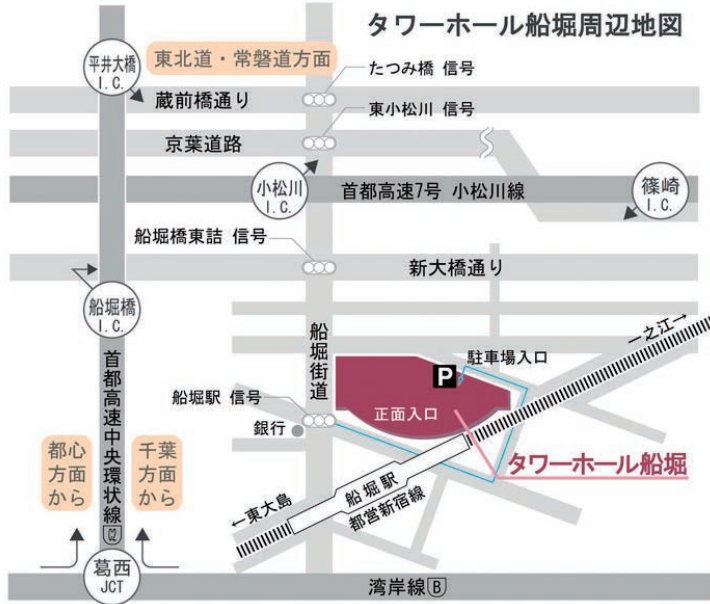 タワーホール船堀周辺地図
平井大橋
I.C.
東北道・常磐道方面
たつみ橋 信号
蔵前橋通り
東小松川 信号
京葉道路
小松川
I.C.
首都高速7号 小松川線
篠崎
I.C.
船堀橋東詰 信号
新大橋通り
船堀橋
I.C.
船堀街道
一之江→
駐車場入口
P
首都高速中央環状線
C2
船堀駅 信号
正面入口
銀行
都心
方面
から
千葉
方面
から
タワーホール船堀
船堀駅
←東大島
都営新宿線
葛西
JCT
湾岸線 B